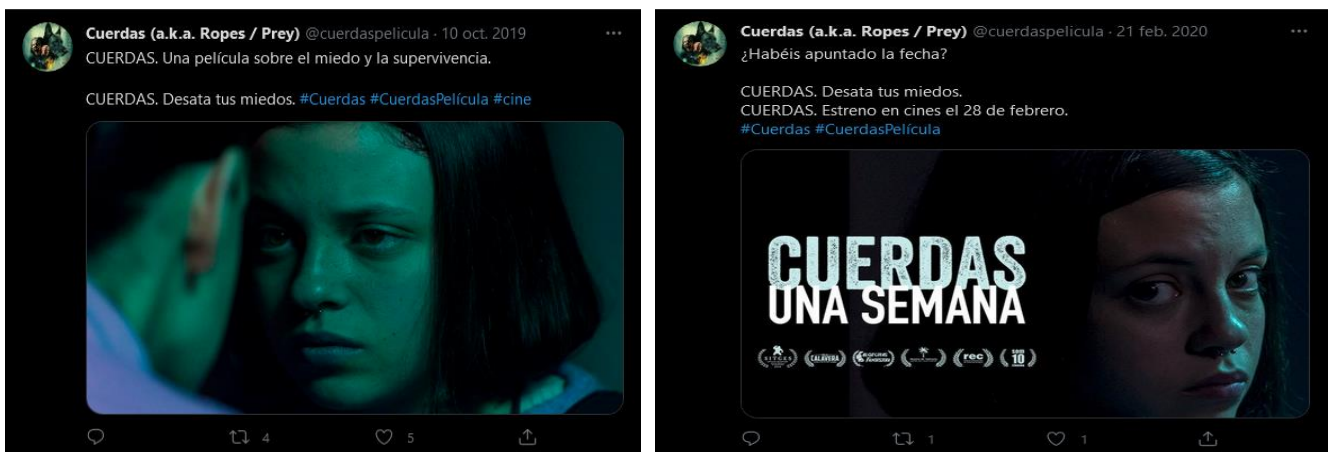 Cuerdas (a.k.a. Ropes / Prey) @cuerdaspelicula · 10 oct. 2019
CUERDAS. Una película sobre el miedo y la supervivencia.
CUERDAS. Desata tus miedos. #Cuerdas #CuerdasPelícula #cine
4
5
Cuerdas (a.k.a. Ropes / Prey) @cuerdaspelicula · 21 feb. 2020
¿Habéis apuntado la fecha?
CUERDAS. Desata tus miedos.
CUERDAS. Estreno en cines el 28 de febrero.
#Cuerdas #CuerdasPelícula
CUERDAS
UNA SEMANA
SITGES
CALAVERA
rec
10
1
1